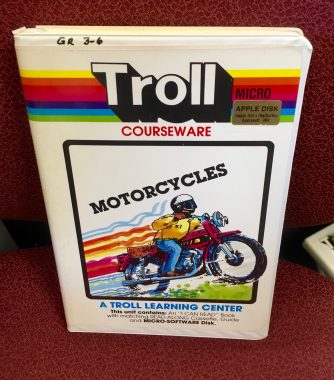 GR 3-6
Troll
MICRO
APPLE DISK
COURSEWARE
MOTORCYCLES
A TROLL LEARNING CENTER
This unit contains: An "I CAN READ" Book
with matching READ-ALONG Cassette, Guide
and MICRO-SOFTWARE Disk.